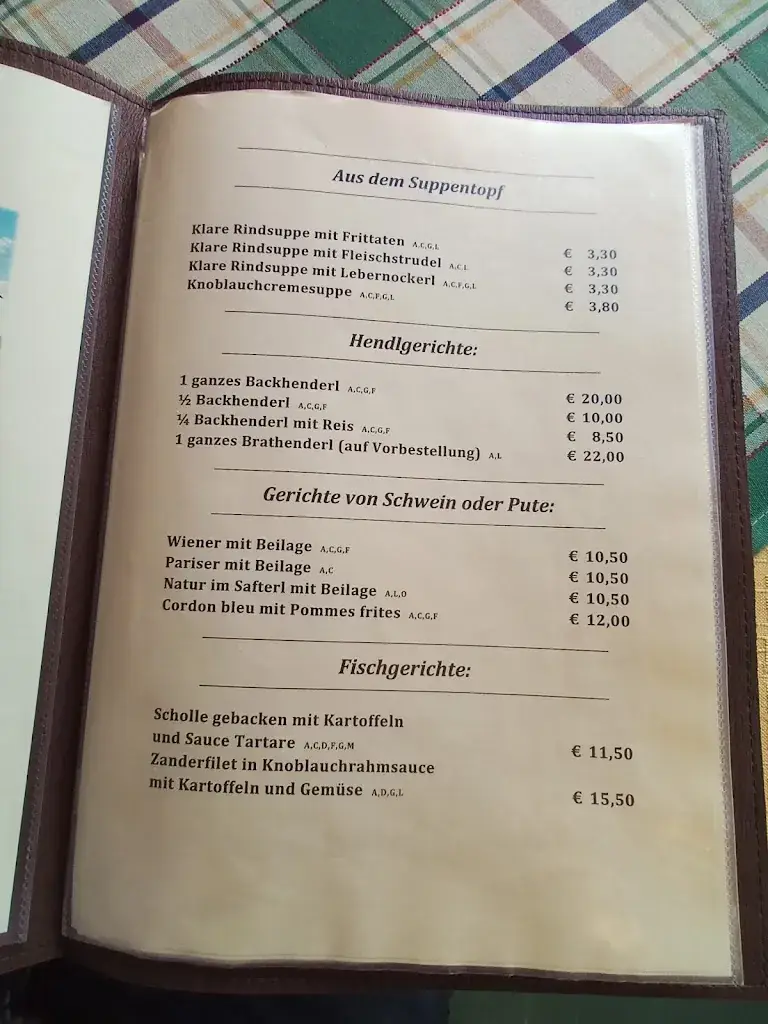 Aus dem Suppentopf
Klare Rindsuppe mit Frittaten A,C,G,L € 3,30
Klare Rindsuppe mit Fleischstrudel A,C,L € 3,30
Klare Rindsuppe mit Lebernockerl A,C,F,G,L € 3,30
Knoblauchcremesuppe A,C,F,G,L € 3,80
Hendlgerichte:
1 ganzes Backhenderl A,C,G,F € 20,00
½ Backhenderl A,C,G,F € 10,00
¼ Backhenderl mit Reis A,C,G,F € 8,50
1 ganzes Brathenderl (auf Vorbestellung) A,L € 22,00
Gerichte von Schwein oder Pute:
Wiener mit Beilage A,C,G,F € 10,50
Pariser mit Beilage A,C € 10,50
Natur im Safterl mit Beilage A,L,O € 10,50
Cordon bleu mit Pommes frites A,C,G,F € 12,00
Fischgerichte:
Scholle gebacken mit Kartoffeln
und Sauce Tartare A,C,D,F,G,M € 11,50
Zanderfilet in Knoblauchrahmsauce
mit Kartoffeln und Gemüse A,D,G,L € 15,50